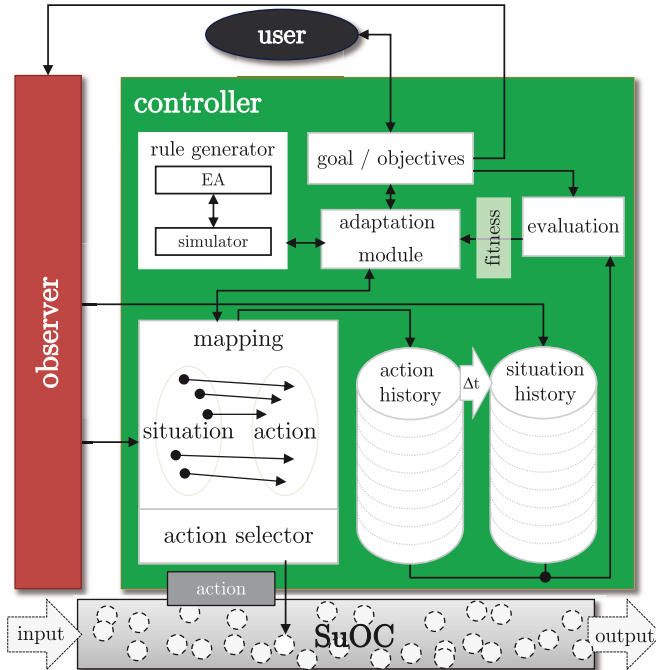 user
controller
observer
rule generator
EA
simulator
goal / objectives
adaptation
module
fitness
evaluation
mapping
situation
action
action selector
action
history
Δt
situation
history
action
input
SuOC
output